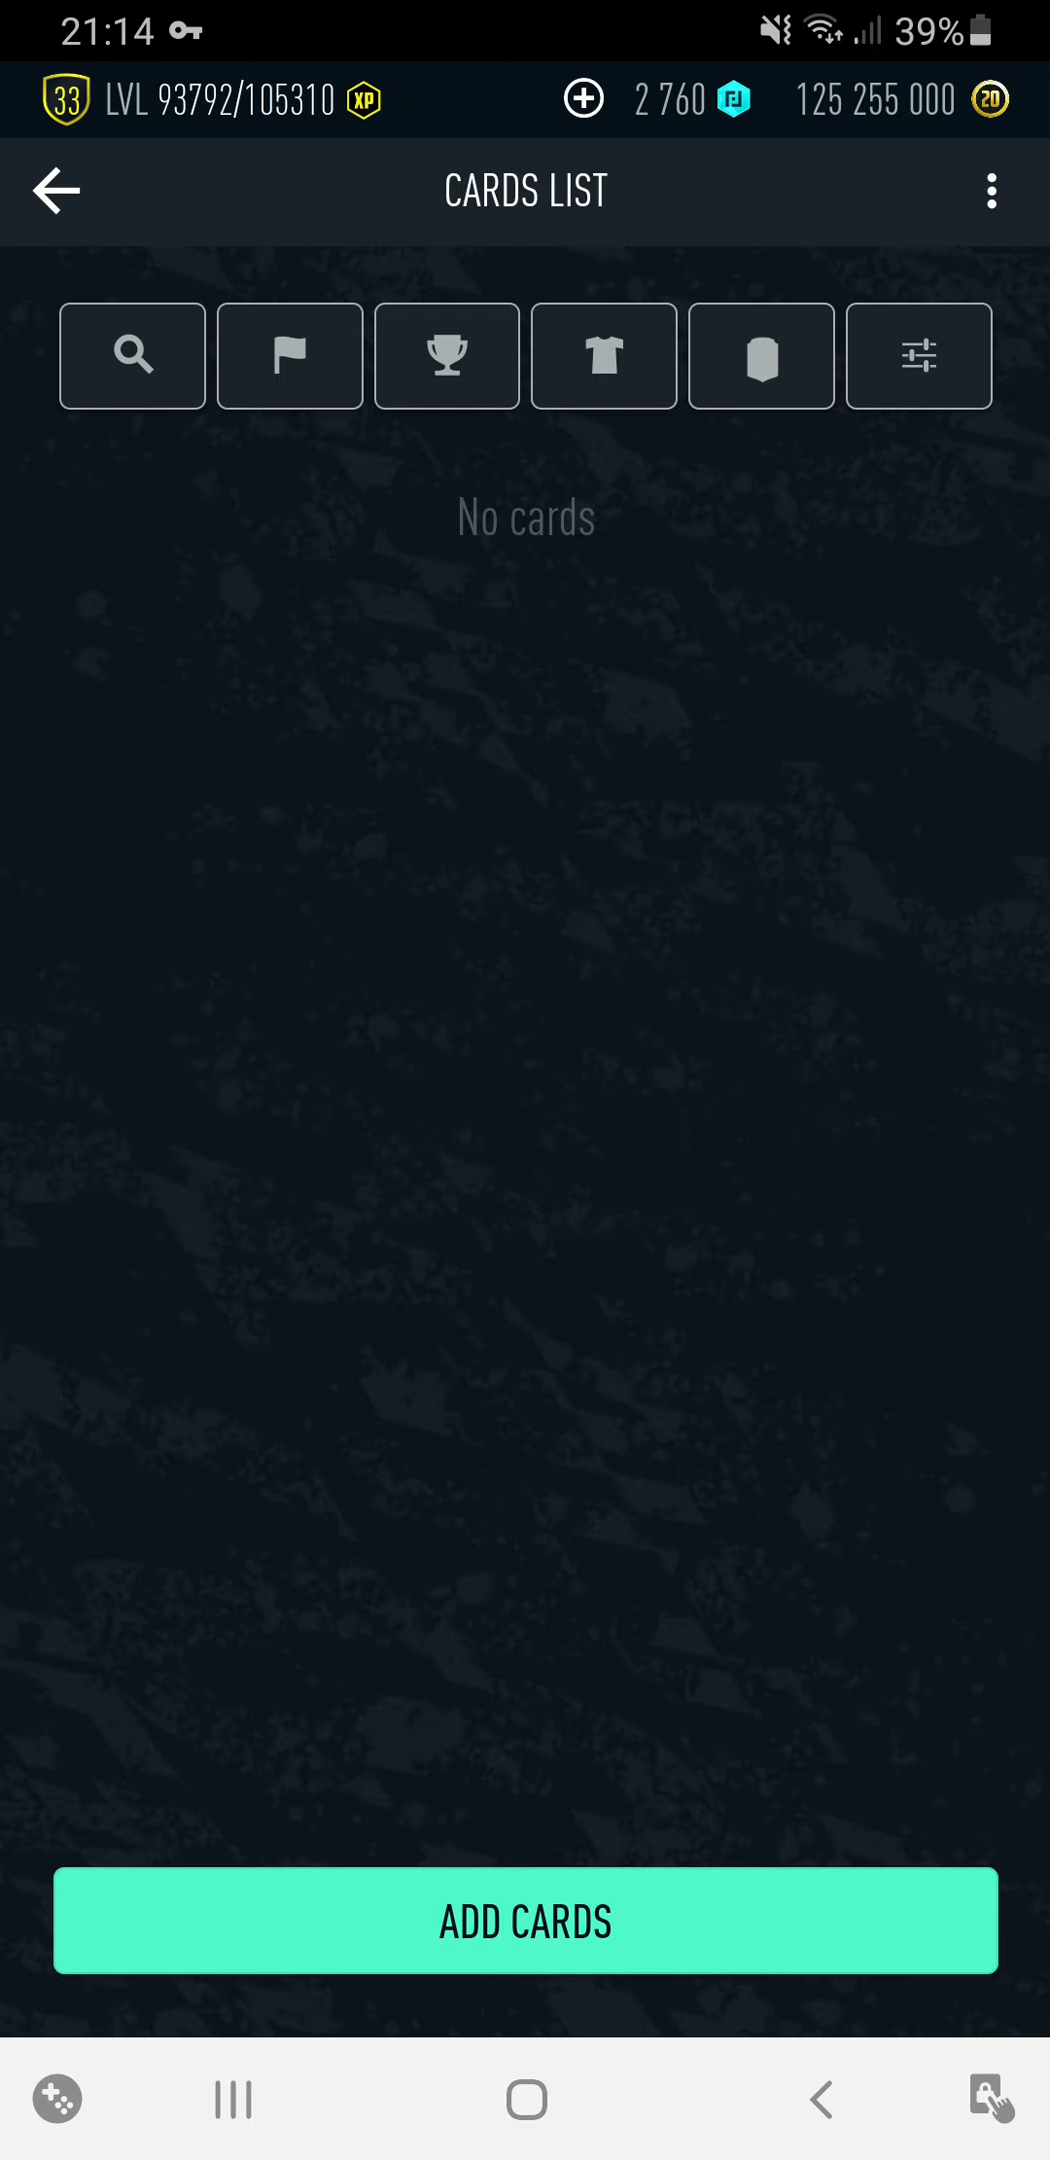 21:14 39%
33 LVL 93792/105310 XP 2 760 125 255 000 20
CARDS LIST
No cards
ADD CARDS